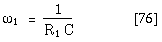 ω₁ = 1 / (R₁ C) [76]